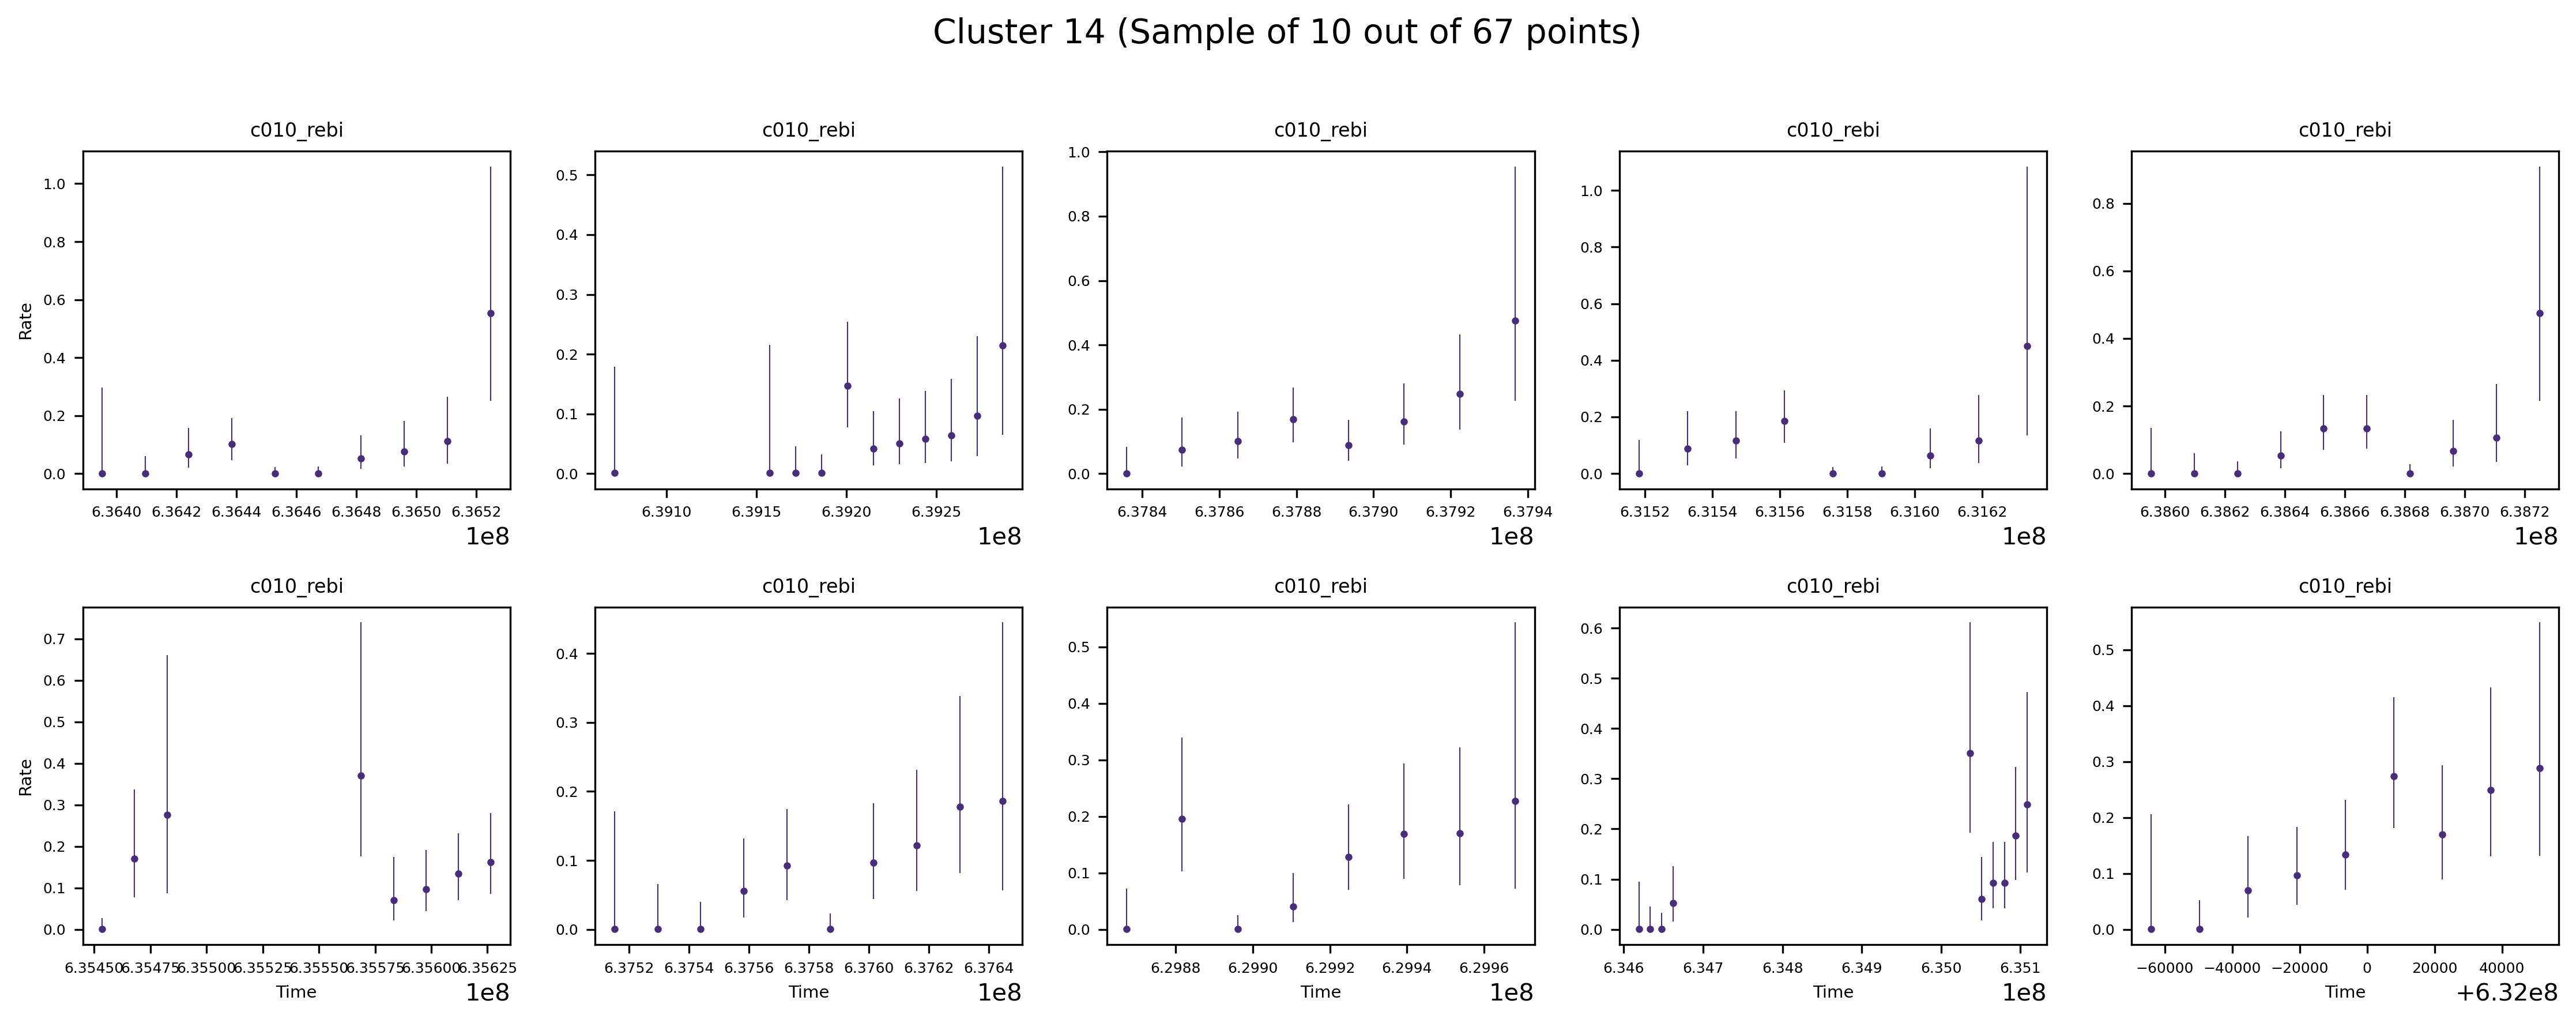 Cluster 14 (Sample of 10 out of 67 points)
c010_rebi c010_rebi c010_rebi c010_rebi c010_rebi
Rate
1.0
0.8
0.6
0.4
0.2
0.0
6.3640 6.3642 6.3644 6.3646 6.3648 6.3650 6.3652
1e8
0.5
0.4
0.3
0.2
0.1
0.0
6.3910 6.3915 6.3920 6.3925
1e8
1.0
0.8
0.6
0.4
0.2
0.0
6.3784 6.3786 6.3788 6.3790 6.3792 6.3794
1e8
1.0
0.8
0.6
0.4
0.2
0.0
6.3152 6.3154 6.3156 6.3158 6.3160 6.3162
1e8
0.8
0.6
0.4
0.2
0.0
6.3860 6.3862 6.3864 6.3866 6.3868 6.3870 6.3872
1e8
c010_rebi c010_rebi c010_rebi c010_rebi c010_rebi
Rate
0.7
0.6
0.5
0.4
0.3
0.2
0.1
0.0
6.35450 6.35475 6.35500 6.35525 6.35550 6.35575 6.35600 6.35625
Time
1e8
0.4
0.3
0.2
0.1
0.0
6.3752 6.3754 6.3756 6.3758 6.3760 6.3762 6.3764
Time
1e8
0.5
0.4
0.3
0.2
0.1
0.0
6.2988 6.2990 6.2992 6.2994 6.2996
Time
1e8
0.6
0.5
0.4
0.3
0.2
0.1
0.0
6.346 6.347 6.348 6.349 6.350 6.351
Time
1e8
0.5
0.4
0.3
0.2
0.1
0.0
−60000 −40000 −20000 0 20000 40000
Time
+6.32e8